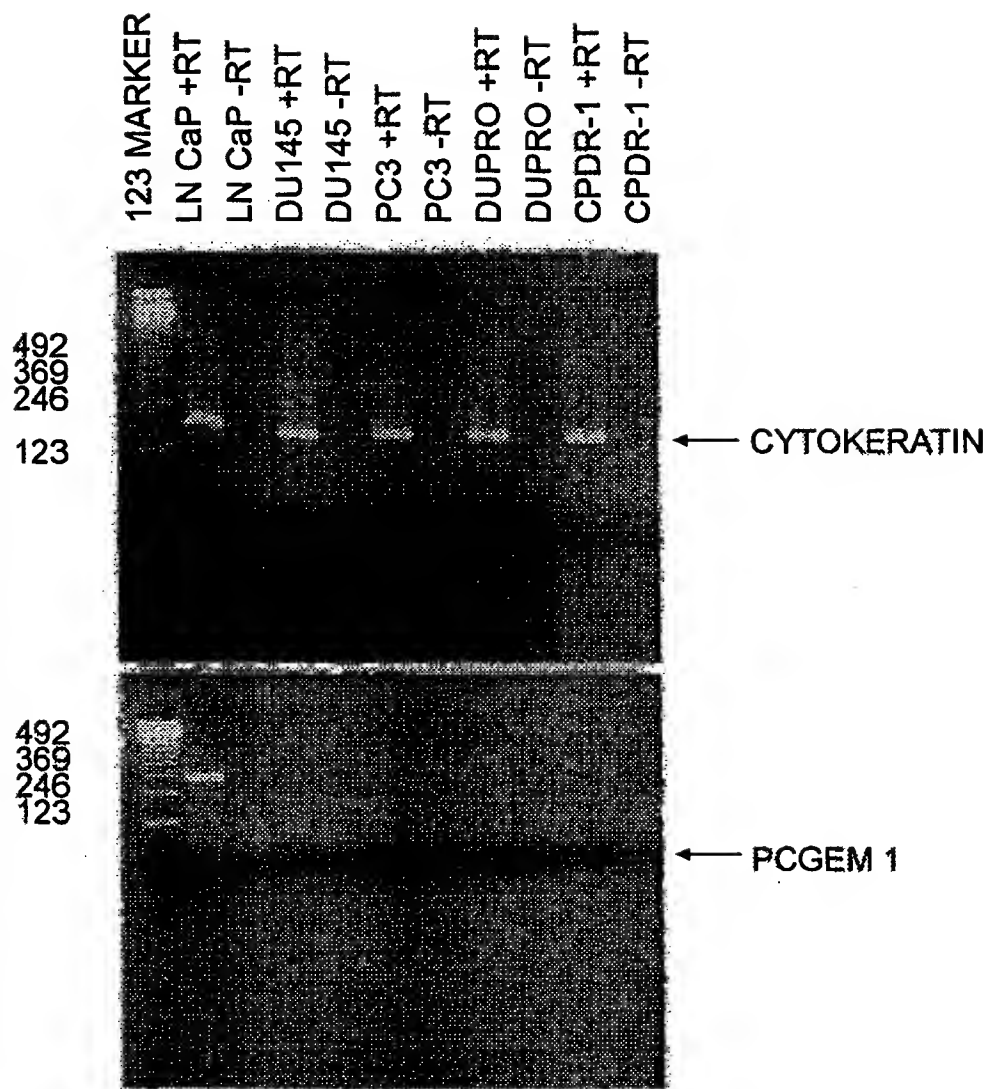 123 MARKER
LN CaP +RT
LN CaP -RT
DU145 +RT
DU145 -RT
PC3 +RT
PC3 -RT
DUPRO +RT
DUPRO -RT
CPDR-1 +RT
CPDR-1 -RT
492
369
246
123
CYTOKERATIN
492
369
246
123
PCGEM 1